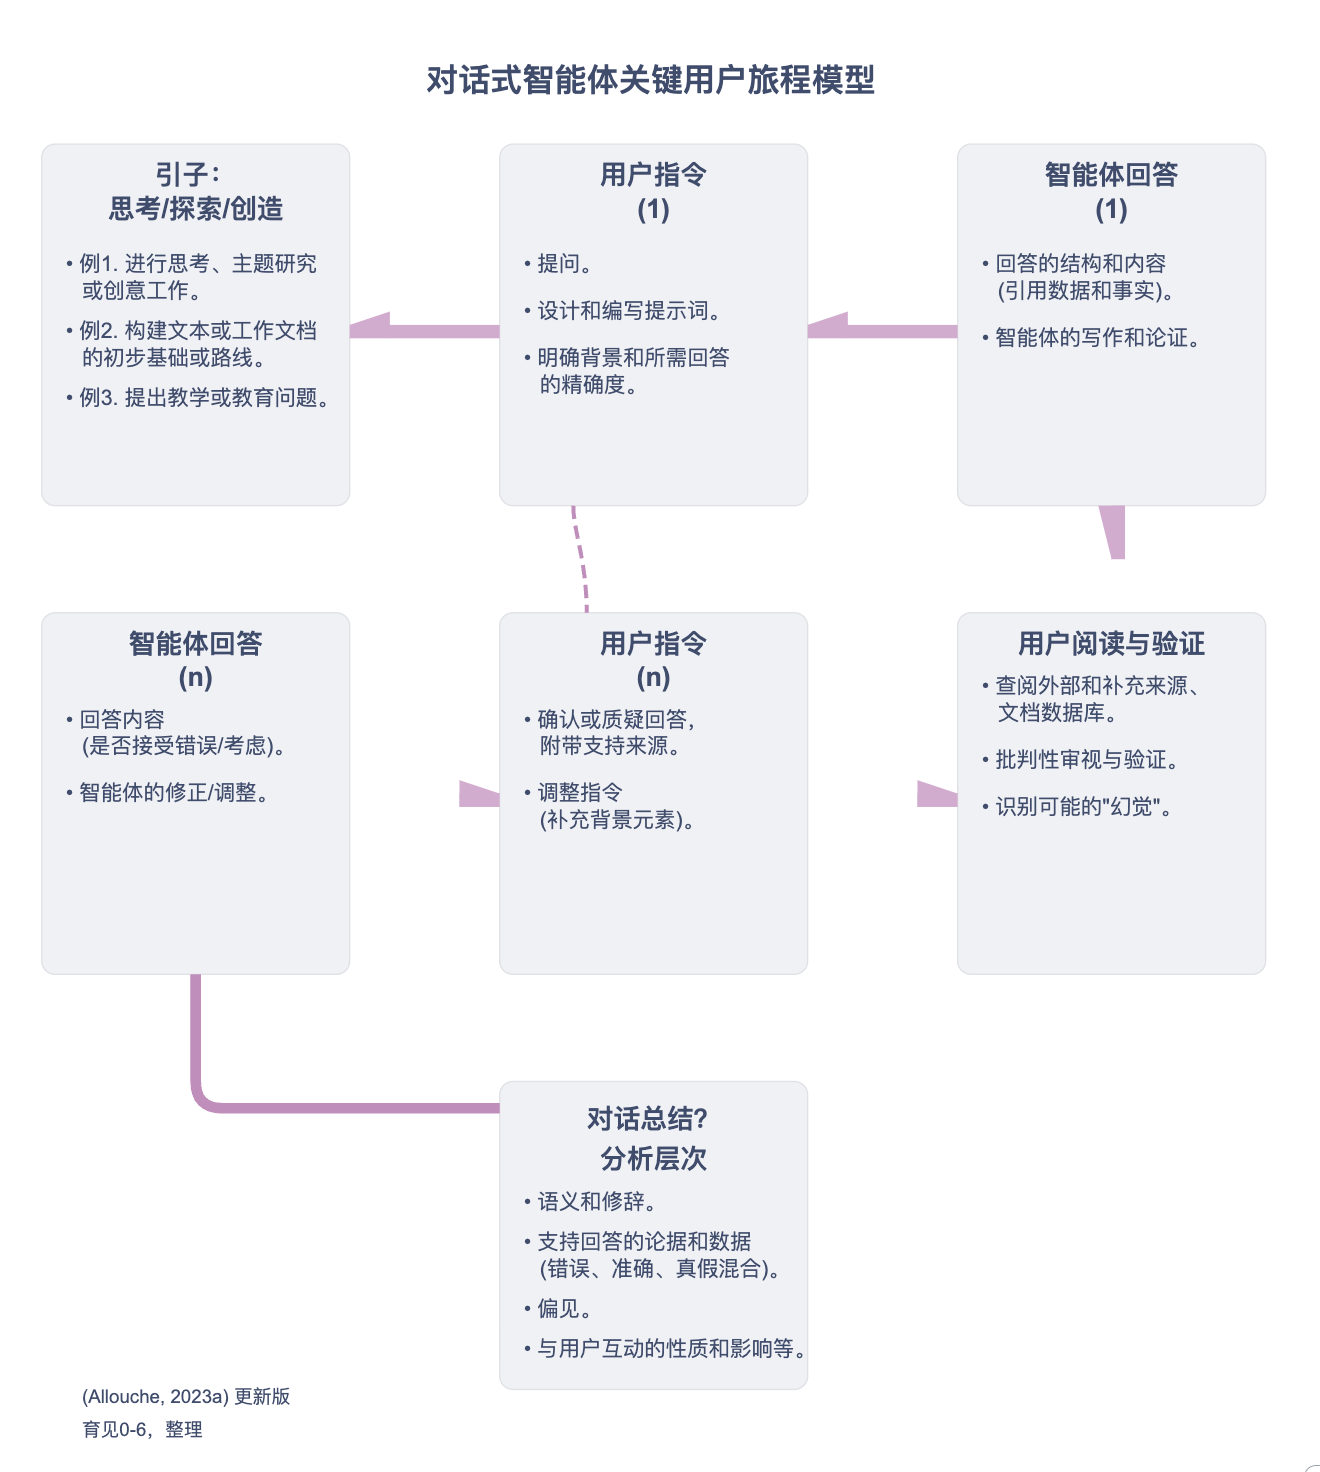 对话式智能体关键用户旅程模型
引子：
思考/探索/创造
• 例1. 进行思考、主题研究
或创意工作。
• 例2. 构建文本或工作文档
的初步基础或路线。
• 例3. 提出教学或教育问题。
用户指令
(1)
• 提问。
• 设计和编写提示词。
• 明确背景和所需回答
的精确度。
智能体回答
(1)
• 回答的结构和内容
(引用数据和事实)。
• 智能体的写作和论证。
智能体回答
(n)
• 回答内容
(是否接受错误/考虑)。
• 智能体的修正/调整。
用户指令
(n)
• 确认或质疑回答，
附带支持来源。
• 调整指令
(补充背景元素)。
用户阅读与验证
• 查阅外部和补充来源、
文档数据库。
• 批判性审视与验证。
• 识别可能的"幻觉"。
对话总结？
分析层次
• 语义和修辞。
• 支持回答的论据和数据
(错误、准确、真假混合)。
• 偏见。
• 与用户互动的性质和影响等。
(Allouche, 2023a) 更新版
育见0-6，整理